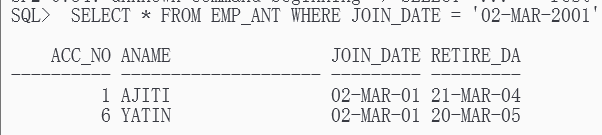 SQL>  SELECT * FROM EMP_ANT WHERE JOIN_DATE = '02-MAR-2001'
    ACC_NO ANAME                JOIN_DATE RETIRE_DA
---------- -------------------- --------- ---------
         1 AJITI                02-MAR-01 21-MAR-04
         6 YATIN                02-MAR-01 20-MAR-05